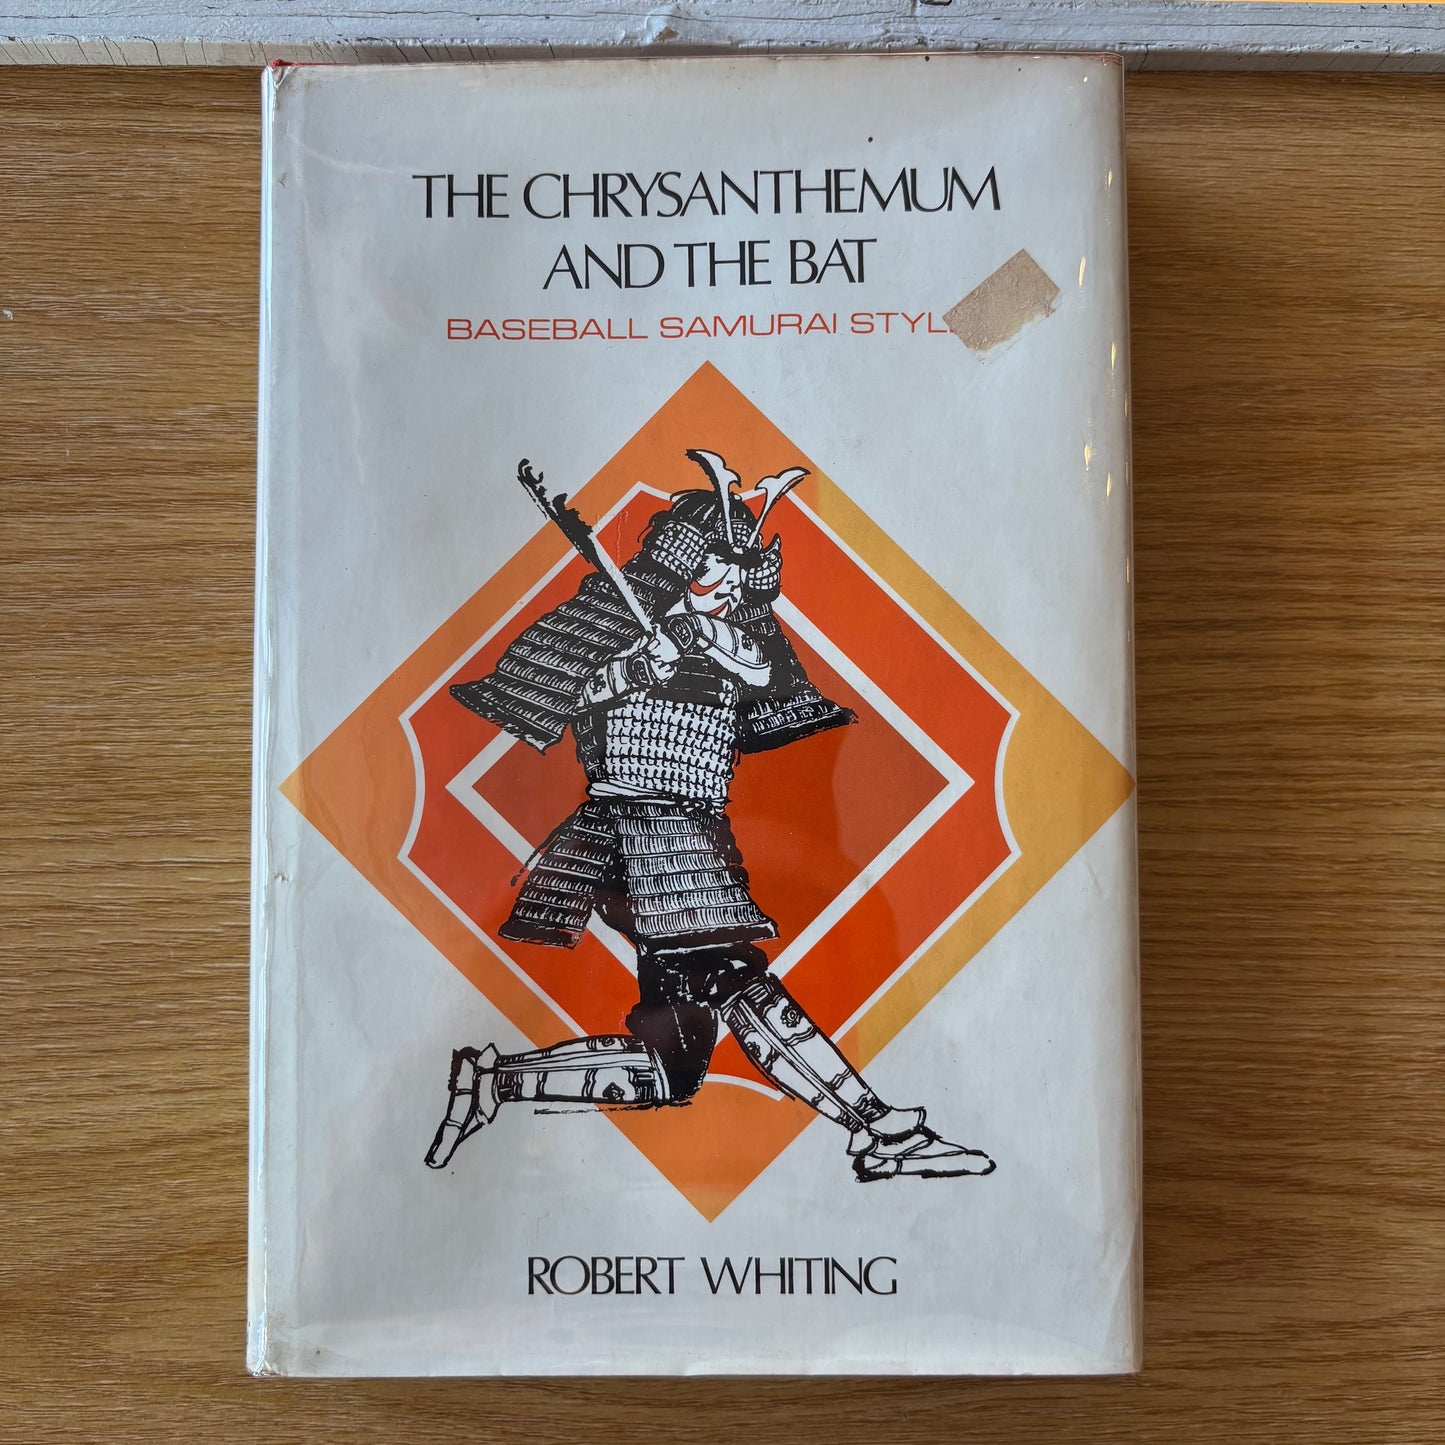 THE CHRYSANTHEMUM
AND THE BAT
BASEBALL SAMURAI STYL
ROBERT WHITING